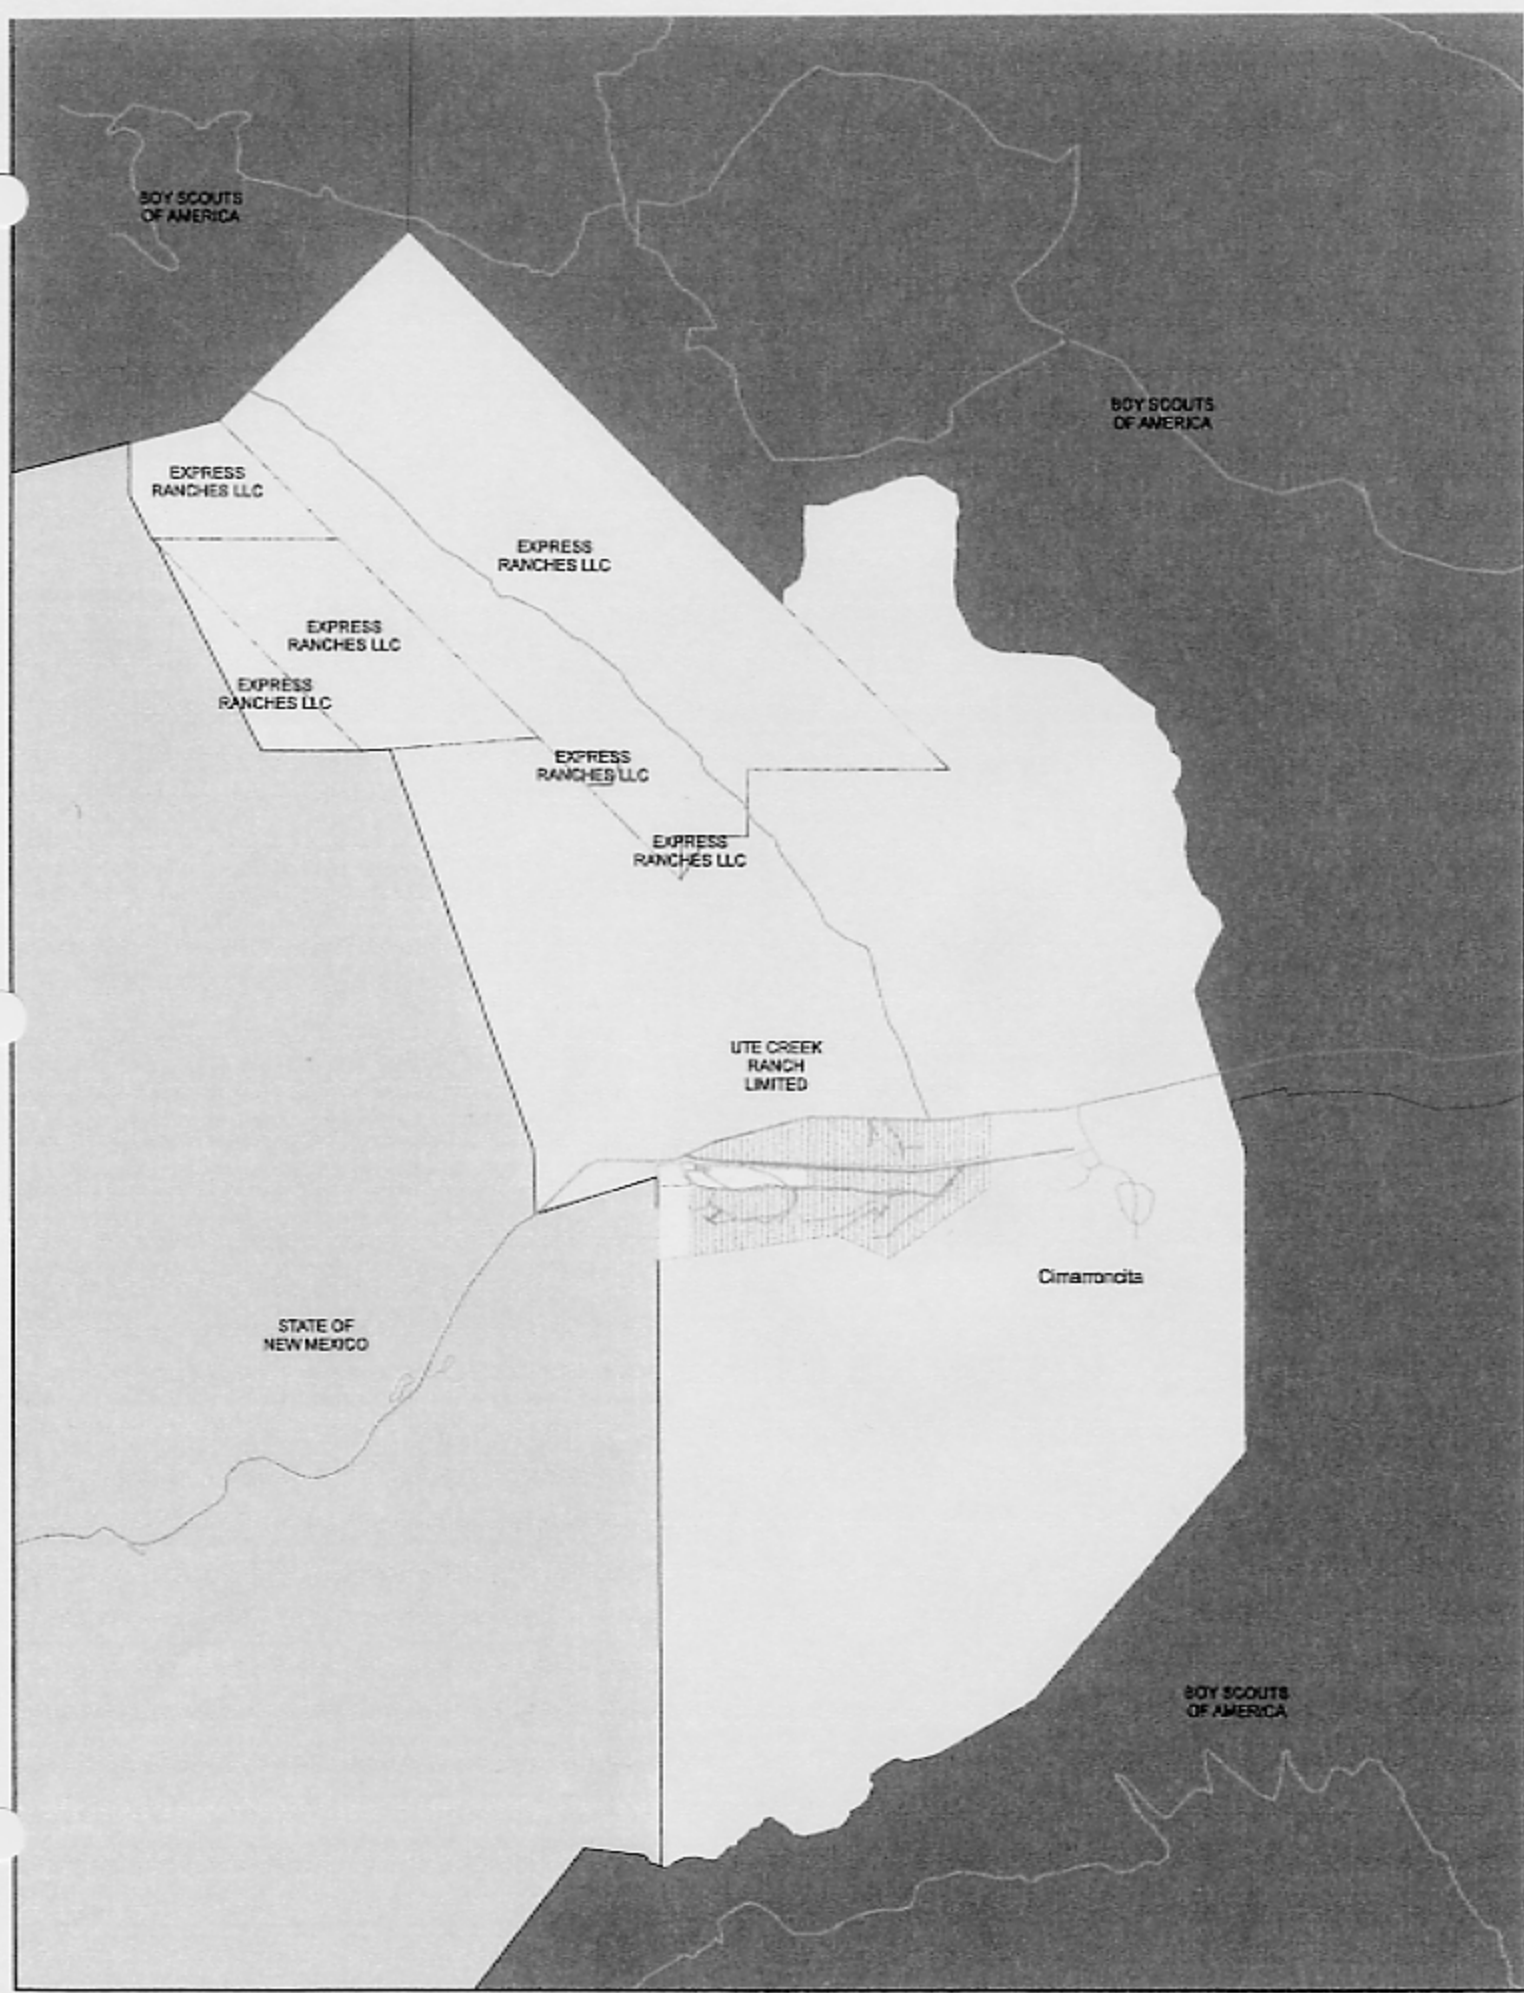 BOY SCOUTS
OF AMERICA
BOY SCOUTS
OF AMERICA
EXPRESS
RANCHES LLC
EXPRESS
RANCHES LLC
EXPRESS
RANCHES LLC
EXPRESS
RANCHES LLC
EXPRESS
RANCHES LLC
EXPRESS
RANCHES LLC
UTE CREEK
RANCH
LIMITED
Cimarroncita
STATE OF
NEW MEXICO
BOY SCOUTS
OF AMERICA